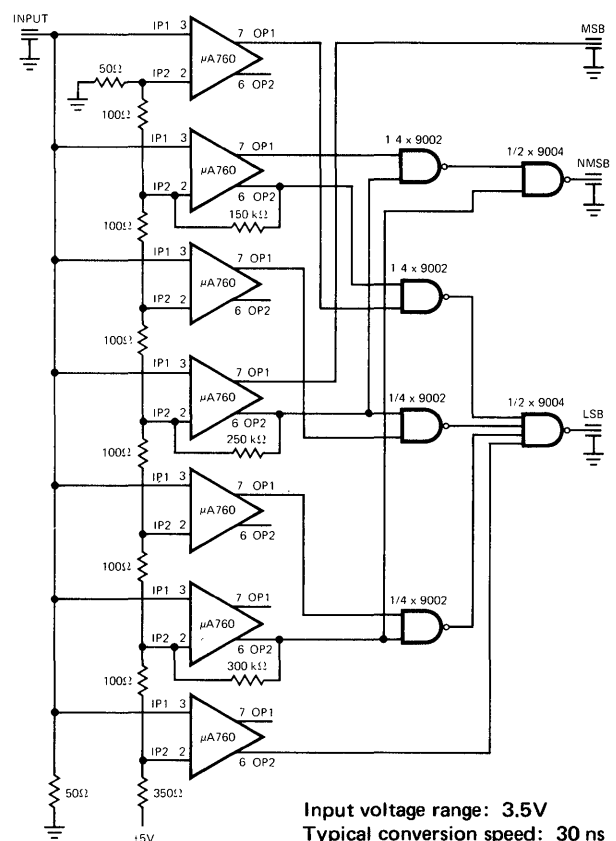 INPUT
MSB
IP1 3
7 OP1
μA760
50Ω
IP2 2
6 OP2
100Ω
IP1 3
7 OP1
1 4 x 9002
1/2 x 9004
μA760
NMSB
IP2 2
6 OP2
150 kΩ
100Ω
IP1 3
7 OP1
1 4 x 9002
μA760
IP2 2
6 OP2
100Ω
IP1 3
7 OP1
1/4 x 9002
1/2 x 9004
LSB
μA760
IP2 2
6 OP2
250 kΩ
100Ω
IP1 3
7 OP1
μA760
IP2 2
6 OP2
100Ω
1/4 x 9002
IP1 3
7 OP1
μA760
IP2 2
6 OP2
300 kΩ
100Ω
IP1 3
7 OP1
μA760
IP2 2
6 OP2
50Ω
350Ω
+5V
Input voltage range: 3.5V
Typical conversion speed: 30 ns